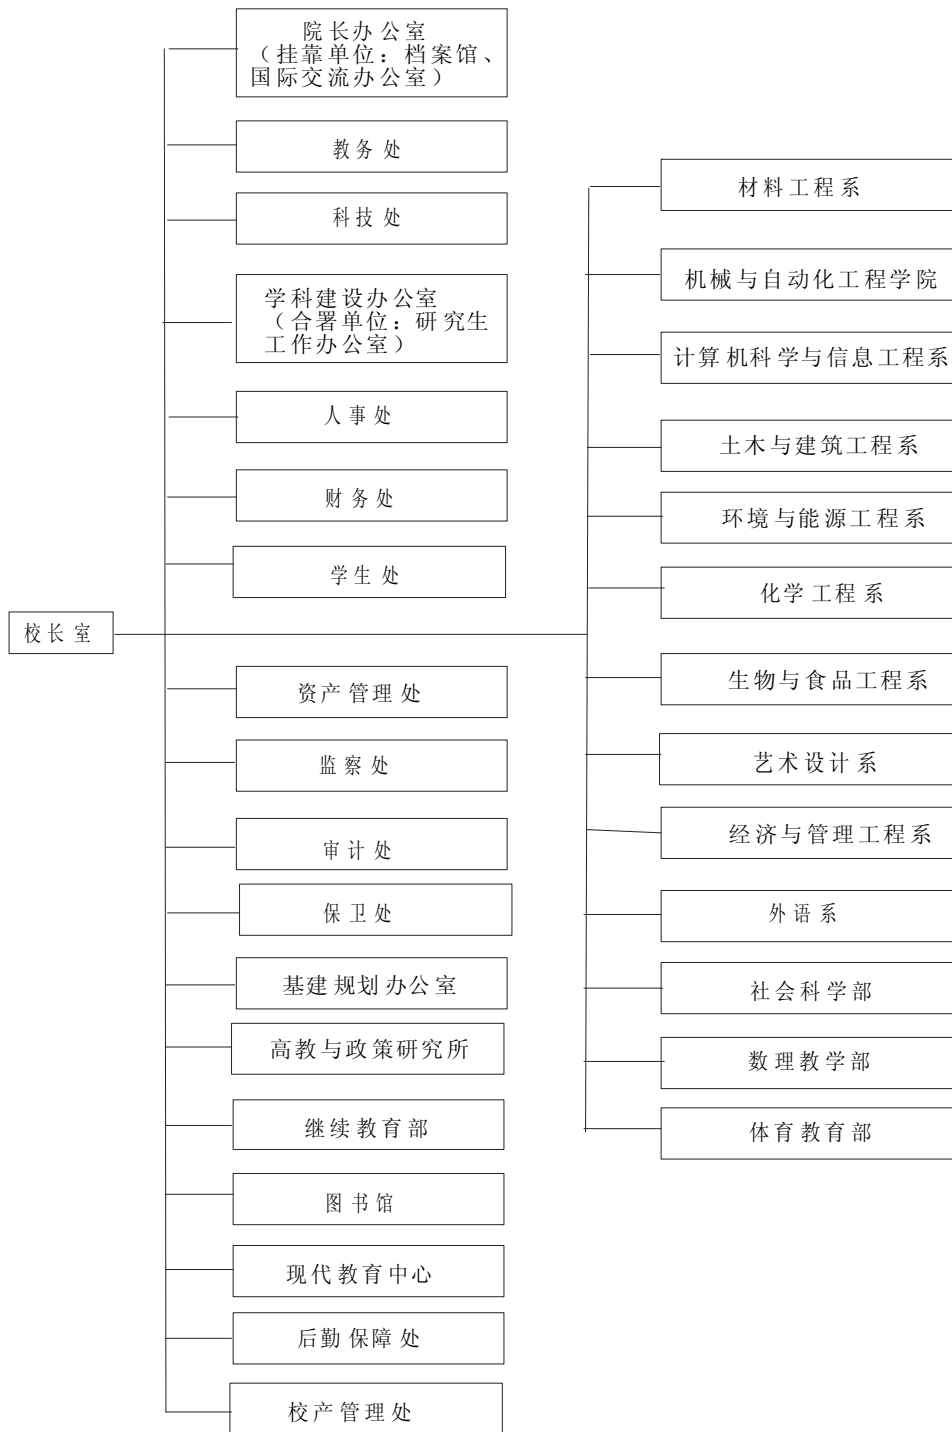 院长办公室
（挂靠单位：档案馆、
国际交流办公室）
教务处
科技处
学科建设办公室
（合署单位：研究生
工作办公室）
人事处
财务处
学生处
校长室
资产管理处
监察处
审计处
保卫处
基建规划办公室
高教与政策研究所
继续教育部
图书馆
现代教育中心
后勤保障处
校产管理处
材料工程系
机械与自动化工程学院
计算机科学与信息工程系
土木与建筑工程系
环境与能源工程系
化学工程系
生物与食品工程系
艺术设计系
经济与管理工程系
外语系
社会科学部
数理教学部
体育教育部